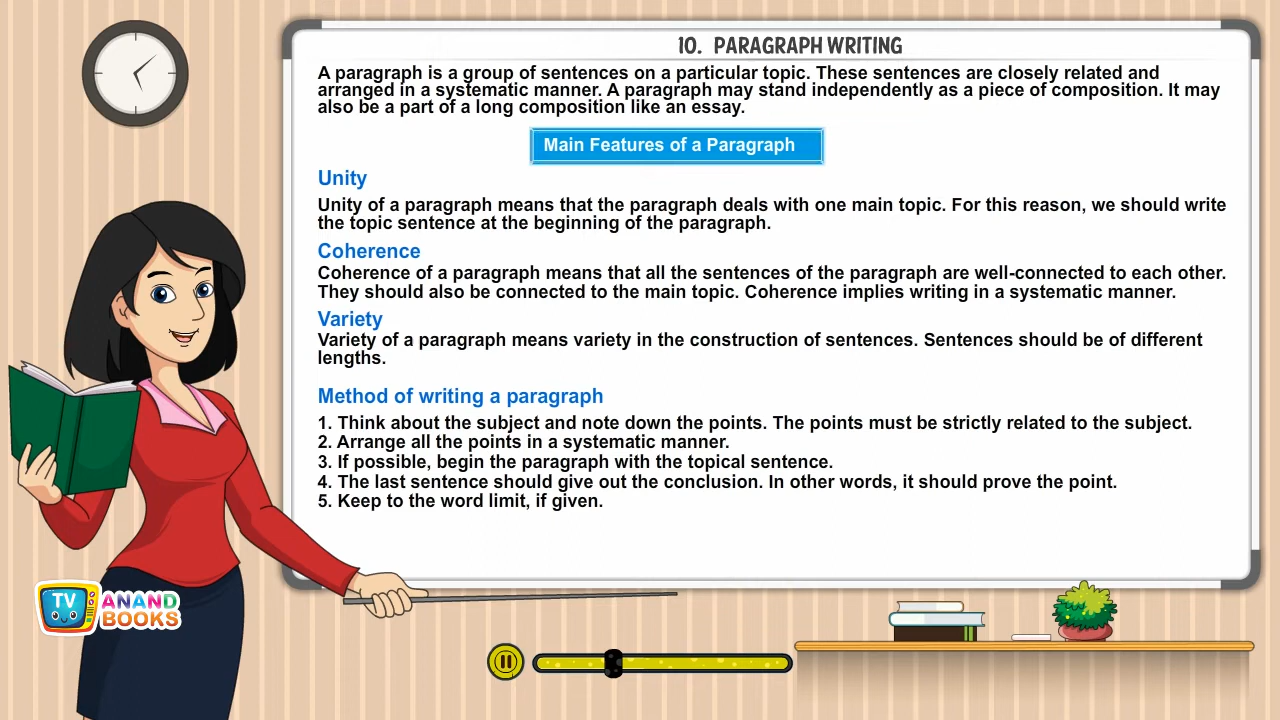 10. PARAGRAPH WRITING
A paragraph is a group of sentences on a particular topic. These sentences are closely related and
arranged in a systematic manner. A paragraph may stand independently as a piece of composition. It may
also be a part of a long composition like an essay.
Main Features of a Paragraph
Unity
Unity of a paragraph means that the paragraph deals with one main topic. For this reason, we should write
the topic sentence at the beginning of the paragraph.
Coherence
Coherence of a paragraph means that all the sentences of the paragraph are well-connected to each other.
They should also be connected to the main topic. Coherence implies writing in a systematic manner.
Variety
Variety of a paragraph means variety in the construction of sentences. Sentences should be of different
lengths.
Method of writing a paragraph
1. Think about the subject and note down the points. The points must be strictly related to the subject.
2. Arrange all the points in a systematic manner.
3. If possible, begin the paragraph with the topical sentence.
4. The last sentence should give out the conclusion. In other words, it should prove the point.
5. Keep to the word limit, if given.
TV ANAND
BOOKS